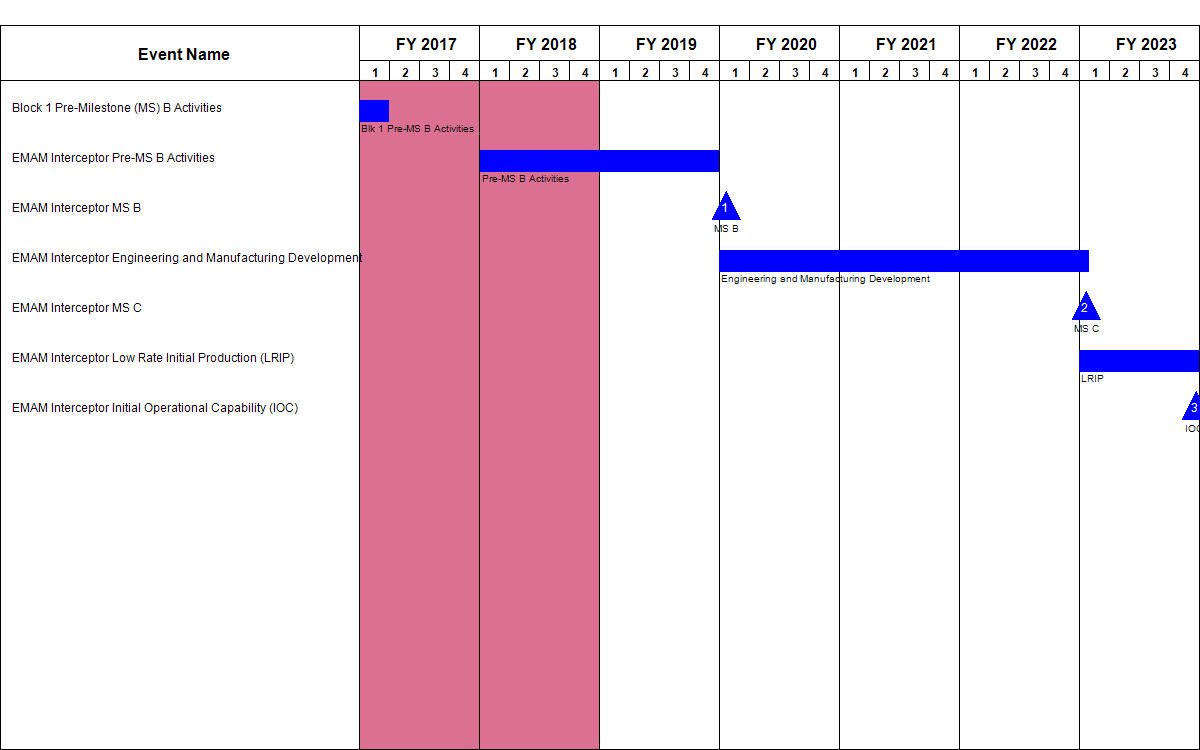 Event Name
FY 2017 FY 2018 FY 2019 FY 2020 FY 2021 FY 2022 FY 2023
1 2 3 4 1 2 3 4 1 2 3 4 1 2 3 4 1 2 3 4 1 2 3 4 1 2 3 4
Block 1 Pre-Milestone (MS) B Activities
Blk 1 Pre-MS B Activities
EMAM Interceptor Pre-MS B Activities
Pre-MS B Activities
EMAM Interceptor MS B
1
MS B
EMAM Interceptor Engineering and Manufacturing Development
Engineering and Manufacturing Development
EMAM Interceptor MS C
2
MS C
EMAM Interceptor Low Rate Initial Production (LRIP)
LRIP
EMAM Interceptor Initial Operational Capability (IOC)
3
IOC